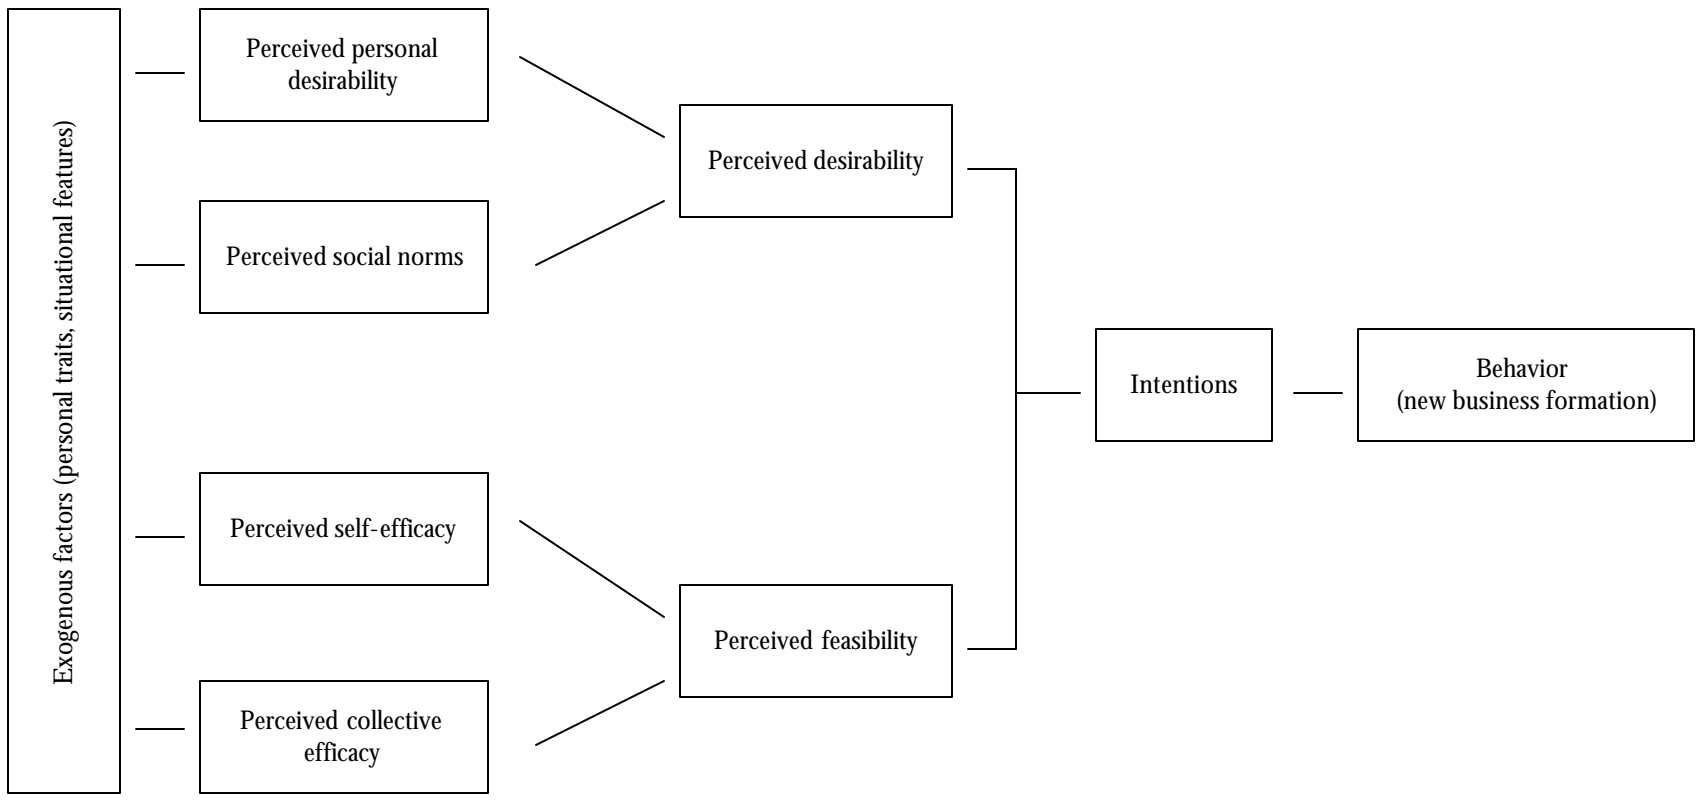 Exogenous factors (personal traits, situational features)
Perceived personal
desirability
Perceived social norms
Perceived self-efficacy
Perceived collective
efficacy
Perceived desirability
Perceived feasibility
Intentions
Behavior
(new business formation)